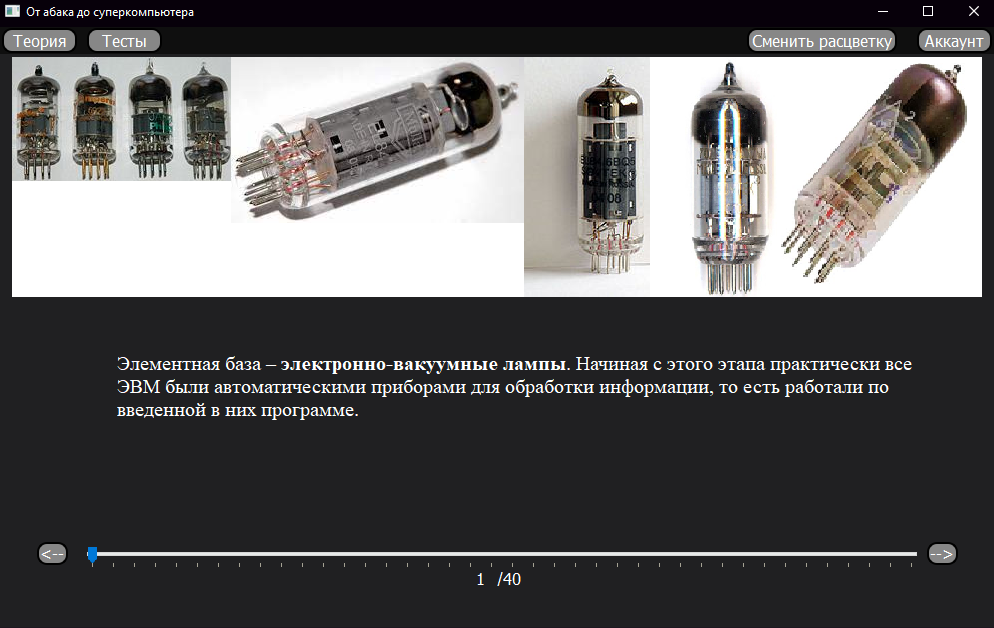 От абака до суперкомпьютера
Теория Тесты Сменить расцветку Аккаунт
Элементная база – электронно-вакуумные лампы. Начиная с этого этапа практически все
ЭВМ были автоматическими приборами для обработки информации, то есть работали по
введенной в них программе.
<-- -->
1 /40